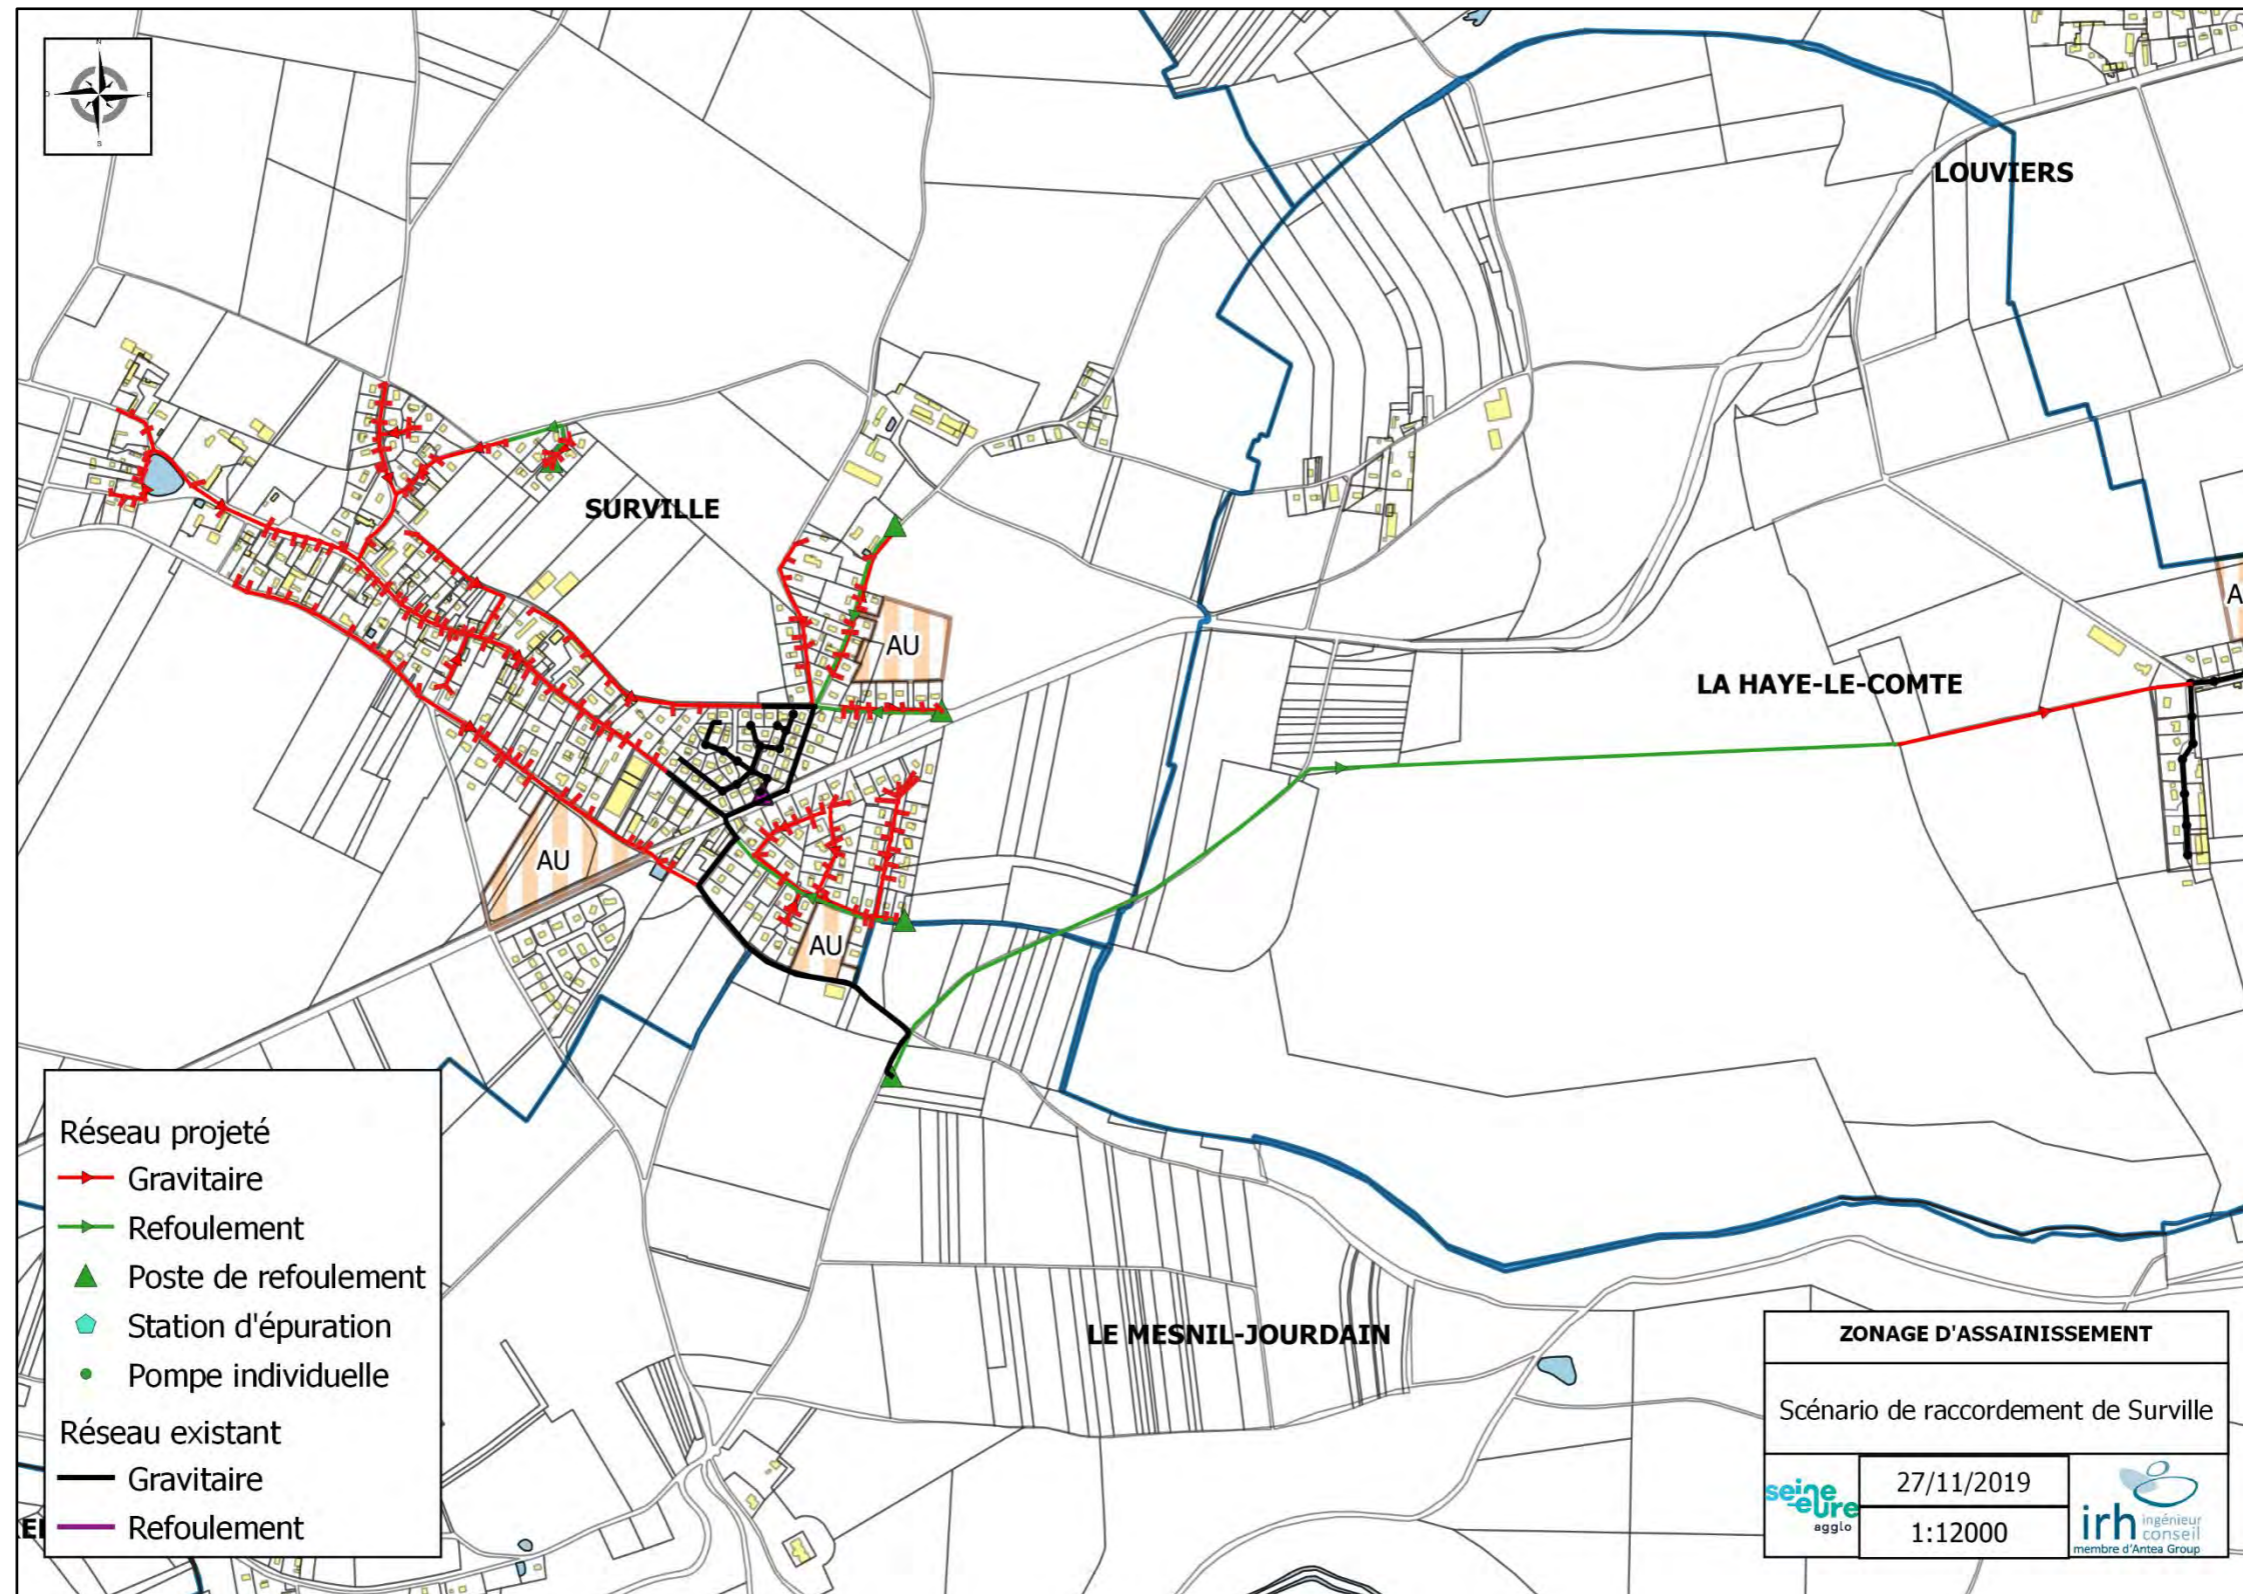 N
O
E
S
LOUVIERS
SURVILLE
AU
LA HAYE-LE-COMTE
AU
AU
LE MESNIL-JOURDAIN
Réseau projeté
Gravitaire
Refoulement
Poste de refoulement
Station d'épuration
Pompe individuelle
Réseau existant
Gravitaire
Refoulement
ZONAGE D'ASSAINISSEMENT
Scénario de raccordement de Surville
seine
-eure
agglo
27/11/2019
1:12000
irh ingénieur
conseil
membre d'Antea Group